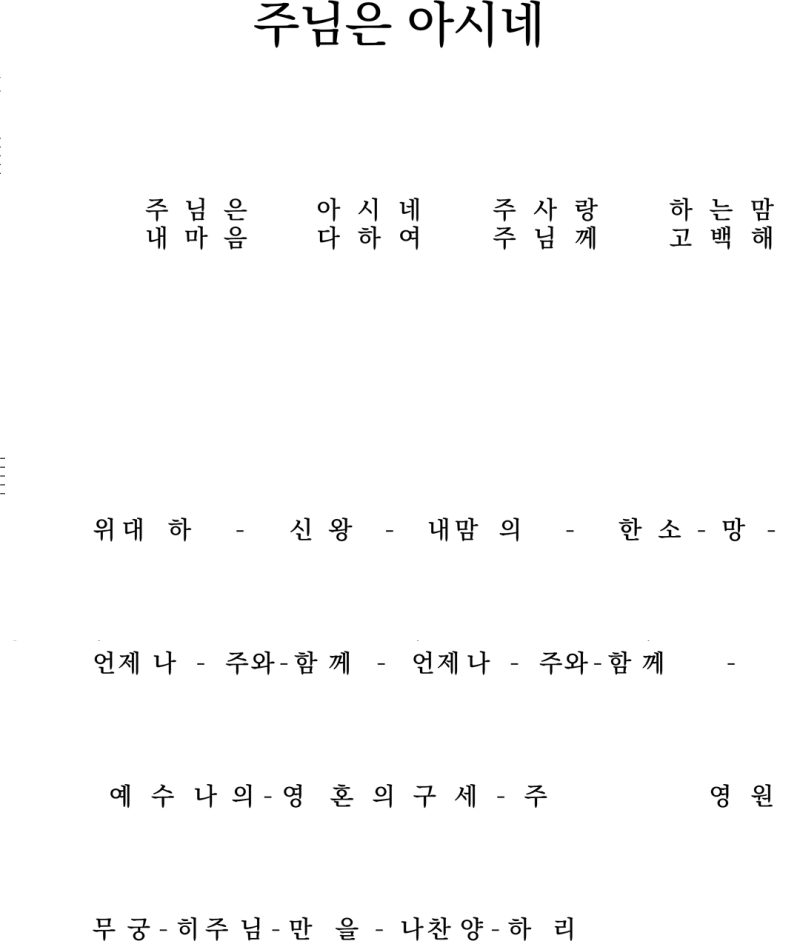 주님은 아시네
주 님 은 아 시 네 주 사 랑 하 는 맘
내 마 음 다 하 여 주 님 께 고 백 해
위 대 하 - 신 왕 - 내 맘 의 - 한 소 - 망 -
언 제 나 - 주 와 - 함 께 - 언 제 나 - 주 와 - 함 께 -
예 수 나 의 - 영 혼 의 구 세 - 주 영 원
무 궁 - 히 주 님 - 만 을 - 나 찬 양 - 하 리